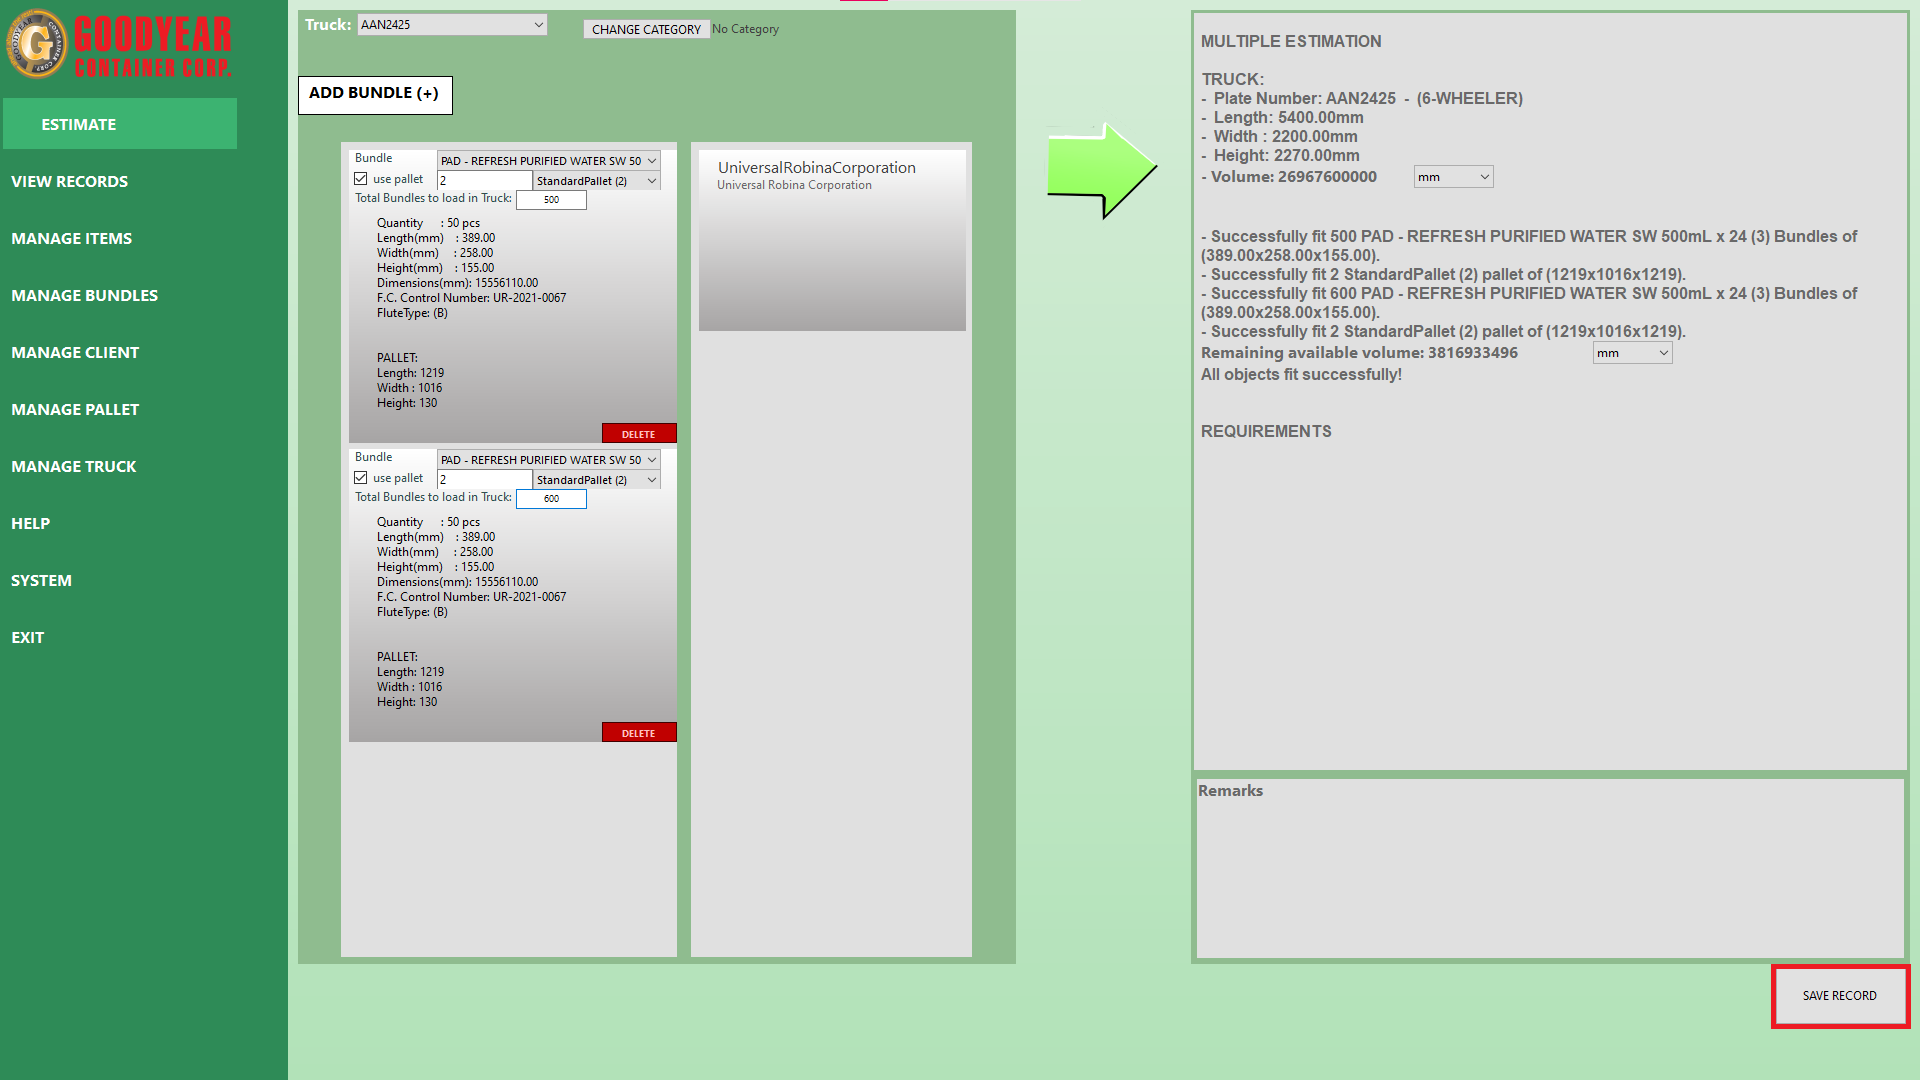 GOODYEAR
CONTAINER CORP.
ESTIMATE
VIEW RECORDS
MANAGE ITEMS
MANAGE BUNDLES
MANAGE CLIENT
MANAGE PALLET
MANAGE TRUCK
HELP
SYSTEM
EXIT
Truck: AAN2425
CHANGE CATEGORY No Category
ADD BUNDLE (+)
Bundle PAD - REFRESH PURIFIED WATER SW 50
use pallet 2 StandardPallet (2)
Total Bundles to load in Truck: 500
Quantity : 50 pcs
Length(mm) : 389.00
Width(mm) : 258.00
Height(mm) : 155.00
Dimensions(mm): 15556110.00
F.C. Control Number: UR-2021-0067
FluteType: (B)
PALLET:
Length: 1219
Width : 1016
Height: 130
DELETE
Bundle PAD - REFRESH PURIFIED WATER SW 50
use pallet 2 StandardPallet (2)
Total Bundles to load in Truck: 600
Quantity : 50 pcs
Length(mm) : 389.00
Width(mm) : 258.00
Height(mm) : 155.00
Dimensions(mm): 15556110.00
F.C. Control Number: UR-2021-0067
FluteType: (B)
PALLET:
Length: 1219
Width : 1016
Height: 130
DELETE
UniversalRobinaCorporation
Universal Robina Corporation
MULTIPLE ESTIMATION
TRUCK:
- Plate Number: AAN2425 - (6-WHEELER)
- Length: 5400.00mm
- Width : 2200.00mm
- Height: 2270.00mm
- Volume: 26967600000 mm
- Successfully fit 500 PAD - REFRESH PURIFIED WATER SW 500mL x 24 (3) Bundles of
(389.00x258.00x155.00).
- Successfully fit 2 StandardPallet (2) pallet of (1219x1016x1219).
- Successfully fit 600 PAD - REFRESH PURIFIED WATER SW 500mL x 24 (3) Bundles of
(389.00x258.00x155.00).
- Successfully fit 2 StandardPallet (2) pallet of (1219x1016x1219).
Remaining available volume: 3816933496 mm
All objects fit successfully!
REQUIREMENTS
Remarks
SAVE RECORD